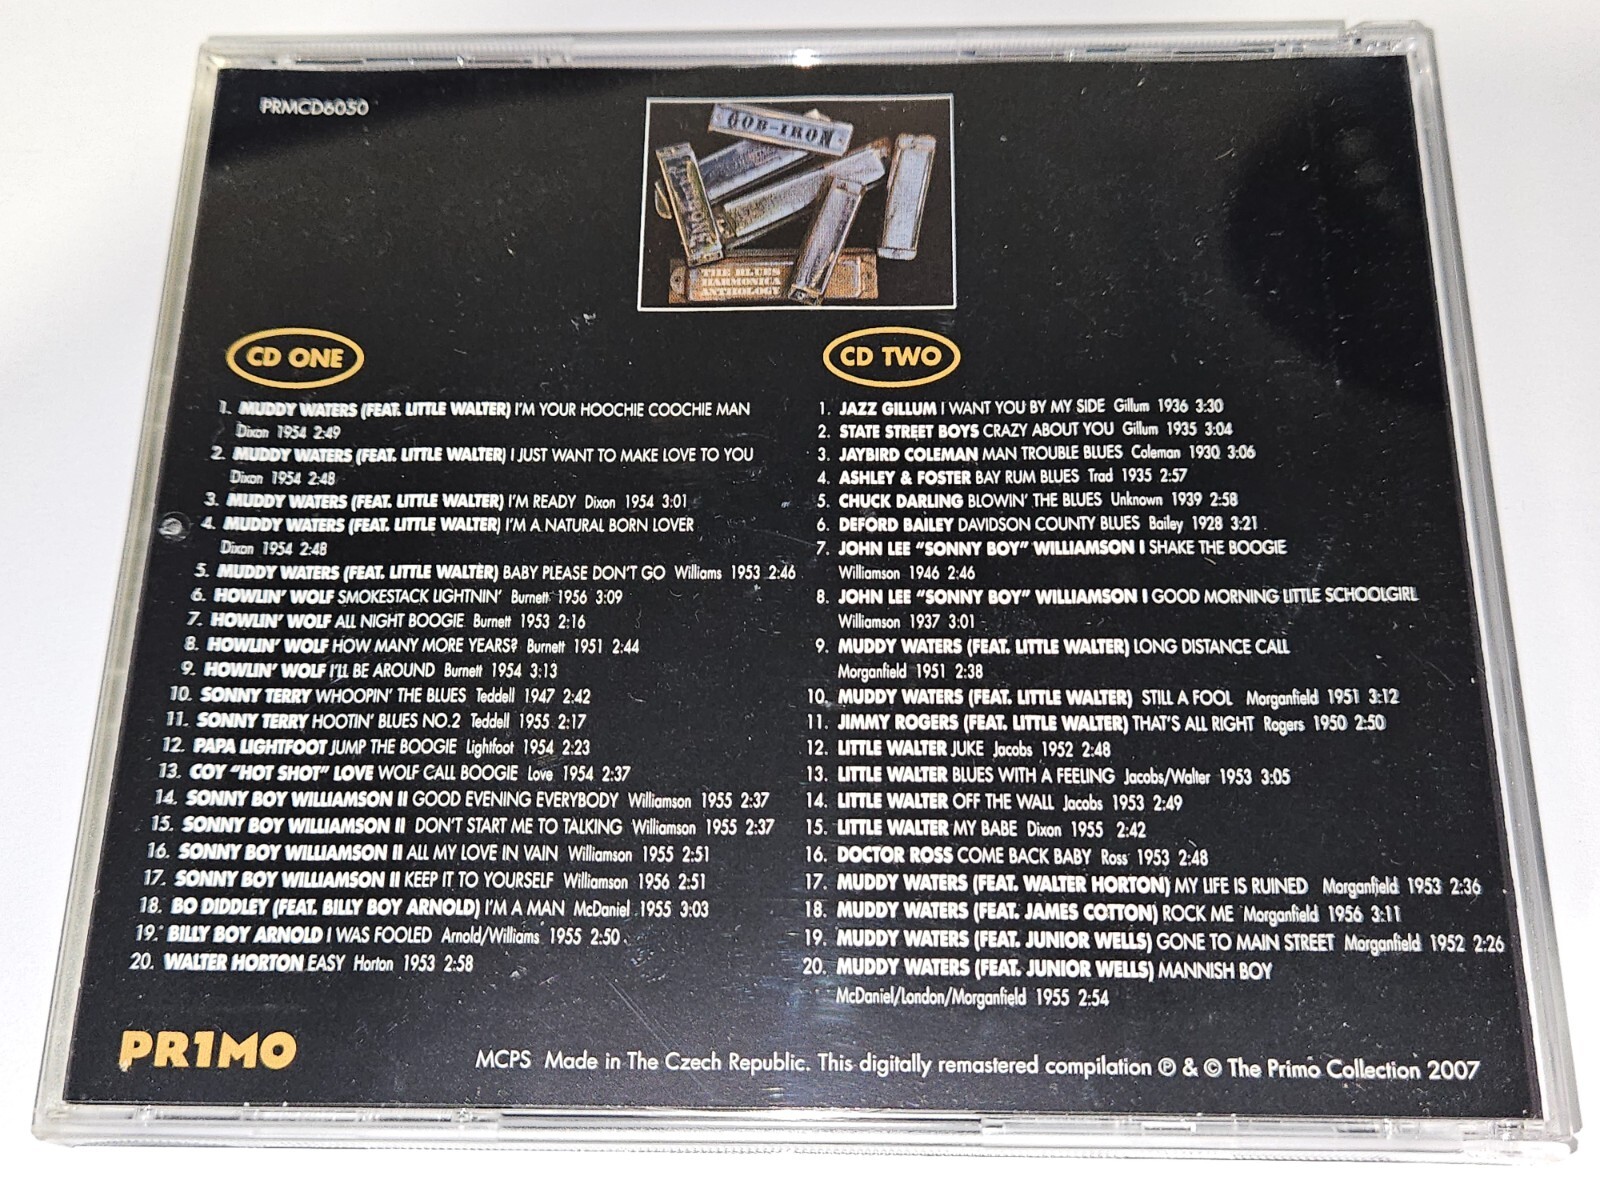 PRMCD6050
GOB-IRON
THE BLUES
HARMONICA
ANTHOLOGY
CD ONE
1. MUDDY WATERS (FEAT. LITTLE WALTER) I'M YOUR HOOCHIE COOCHIE MAN
Dixon 1954 2:49
2. MUDDY WATERS (FEAT. LITTLE WALTER) I JUST WANT TO MAKE LOVE TO YOU
Dixon 1954 2:48
3. MUDDY WATERS (FEAT. LITTLE WALTER) I'M READY Dixon 1954 3:01
4. MUDDY WATERS (FEAT. LITTLE WALTER) I'M A NATURAL BORN LOVER
Dixon 1954 2:48
5. MUDDY WATERS (FEAT. LITTLE WALTER) BABY PLEASE DON'T GO Williams 1953 2:46
6. HOWLIN' WOLF SMOKESTACK LIGHTNIN' Burnett 1956 3:09
7. HOWLIN' WOLF ALL NIGHT BOOGIE Burnett 1953 2:16
8. HOWLIN' WOLF HOW MANY MORE YEARS? Burnett 1951 2:44
9. HOWLIN' WOLF I'LL BE AROUND Burnett 1954 3:13
10. SONNY TERRY WHOOPIN' THE BLUES Teddell 1947 2:42
11. SONNY TERRY HOOTIN' BLUES NO.2 Teddell 1955 2:17
12. PAPA LIGHTFOOT JUMP THE BOOGIE Lightfoot 1954 2:23
13. COY "HOT SHOT" LOVE WOLF CALL BOOGIE Love 1954 2:37
14. SONNY BOY WILLIAMSON II GOOD EVENING EVERYBODY Williamson 1955 2:37
15. SONNY BOY WILLIAMSON II DON'T START ME TO TALKING Williamson 1955 2:37
16. SONNY BOY WILLIAMSON II ALL MY LOVE IN VAIN Williamson 1955 2:51
17. SONNY BOY WILLIAMSON II KEEP IT TO YOURSELF Williamson 1956 2:51
18. BO DIDDLEY (FEAT. BILLY BOY ARNOLD) I'M A MAN McDaniel 1955 3:03
19. BILLY BOY ARNOLD I WAS FOOLED Arnold/Williams 1955 2:50
20. WALTER HORTON EASY Horton 1953 2:58
CD TWO
1. JAZZ GILLUM I WANT YOU BY MY SIDE Gillum 1936 3:30
2. STATE STREET BOYS CRAZY ABOUT YOU Gillum 1935 3:04
3. JAYBIRD COLEMAN MAN TROUBLE BLUES Coleman 1930 3:06
4. ASHLEY & FOSTER BAY RUM BLUES Trad 1935 2:57
5. CHUCK DARLING BLOWIN' THE BLUES Unknown 1939 2:58
6. DEFORD BAILEY DAVIDSON COUNTY BLUES Bailey 1928 3:21
7. JOHN LEE "SONNY BOY" WILLIAMSON I SHAKE THE BOOGIE
Williamson 1946 2:46
8. JOHN LEE "SONNY BOY" WILLIAMSON I GOOD MORNING LITTLE SCHOOLGIRL
Williamson 1937 3:01
9. MUDDY WATERS (FEAT. LITTLE WALTER) LONG DISTANCE CALL
Morganfield 1951 2:38
10. MUDDY WATERS (FEAT. LITTLE WALTER) STILL A FOOL Morganfield 1951 3:12
11. JIMMY ROGERS (FEAT. LITTLE WALTER) THAT'S ALL RIGHT Rogers 1950 2:50
12. LITTLE WALTER JUKE Jacobs 1952 2:48
13. LITTLE WALTER BLUES WITH A FEELING Jacobs/Walter 1953 3:05
14. LITTLE WALTER OFF THE WALL Jacobs 1953 2:49
15. LITTLE WALTER MY BABE Dixon 1955 2:42
16. DOCTOR ROSS COME BACK BABY Ross 1953 2:48
17. MUDDY WATERS (FEAT. WALTER HORTON) MY LIFE IS RUINED Morganfield 1953 2:36
18. MUDDY WATERS (FEAT. JAMES COTTON) ROCK ME Morganfield 1956 3:11
19. MUDDY WATERS (FEAT. JUNIOR WELLS) GONE TO MAIN STREET Morganfield 1952 2:26
20. MUDDY WATERS (FEAT. JUNIOR WELLS) MANNISH BOY
McDaniel/London/Morganfield 1955 2:54
PR1MO
MCPS Made in The Czech Republic. This digitally remastered compilation ℗ & © The Primo Collection 2007